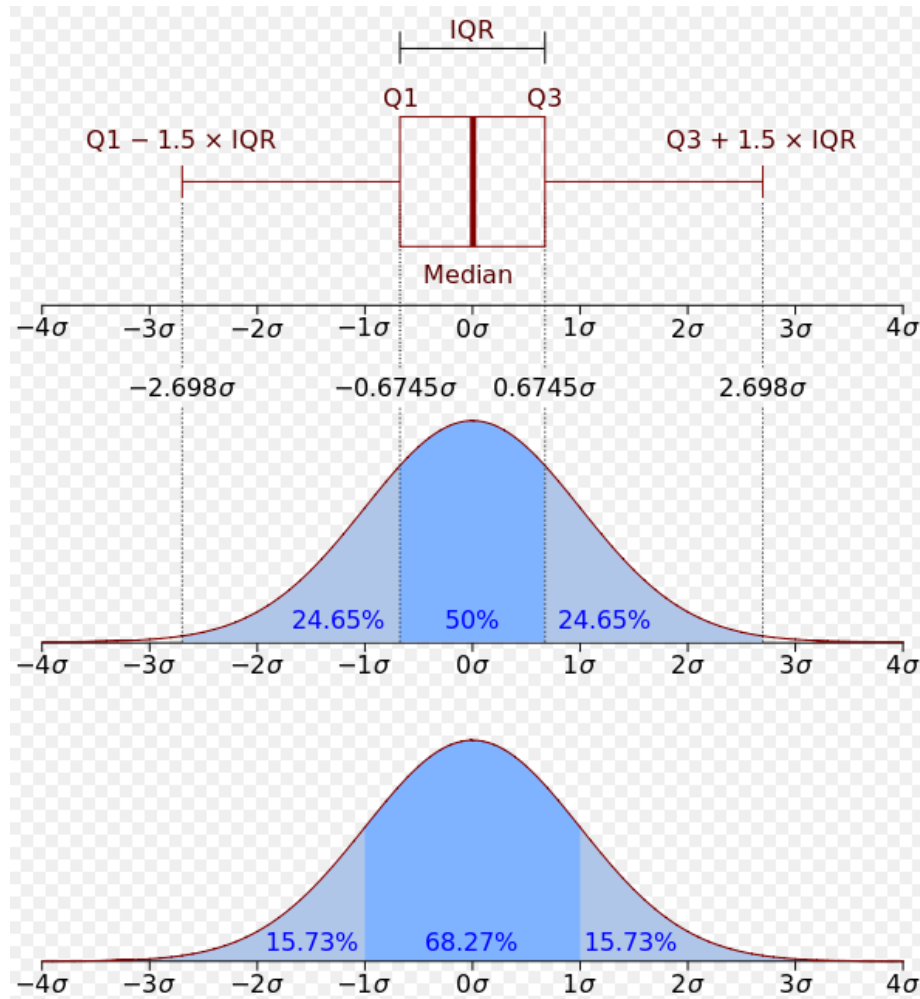 IQR
Q1 Q3
Q1 − 1.5 × IQR Q3 + 1.5 × IQR
Median
−4σ −3σ −2σ −1σ 0σ 1σ 2σ 3σ 4σ
−2.698σ −0.6745σ 0.6745σ 2.698σ
24.65% 50% 24.65%
−4σ −3σ −2σ −1σ 0σ 1σ 2σ 3σ 4σ
15.73% 68.27% 15.73%
−4σ −3σ −2σ −1σ 0σ 1σ 2σ 3σ 4σ